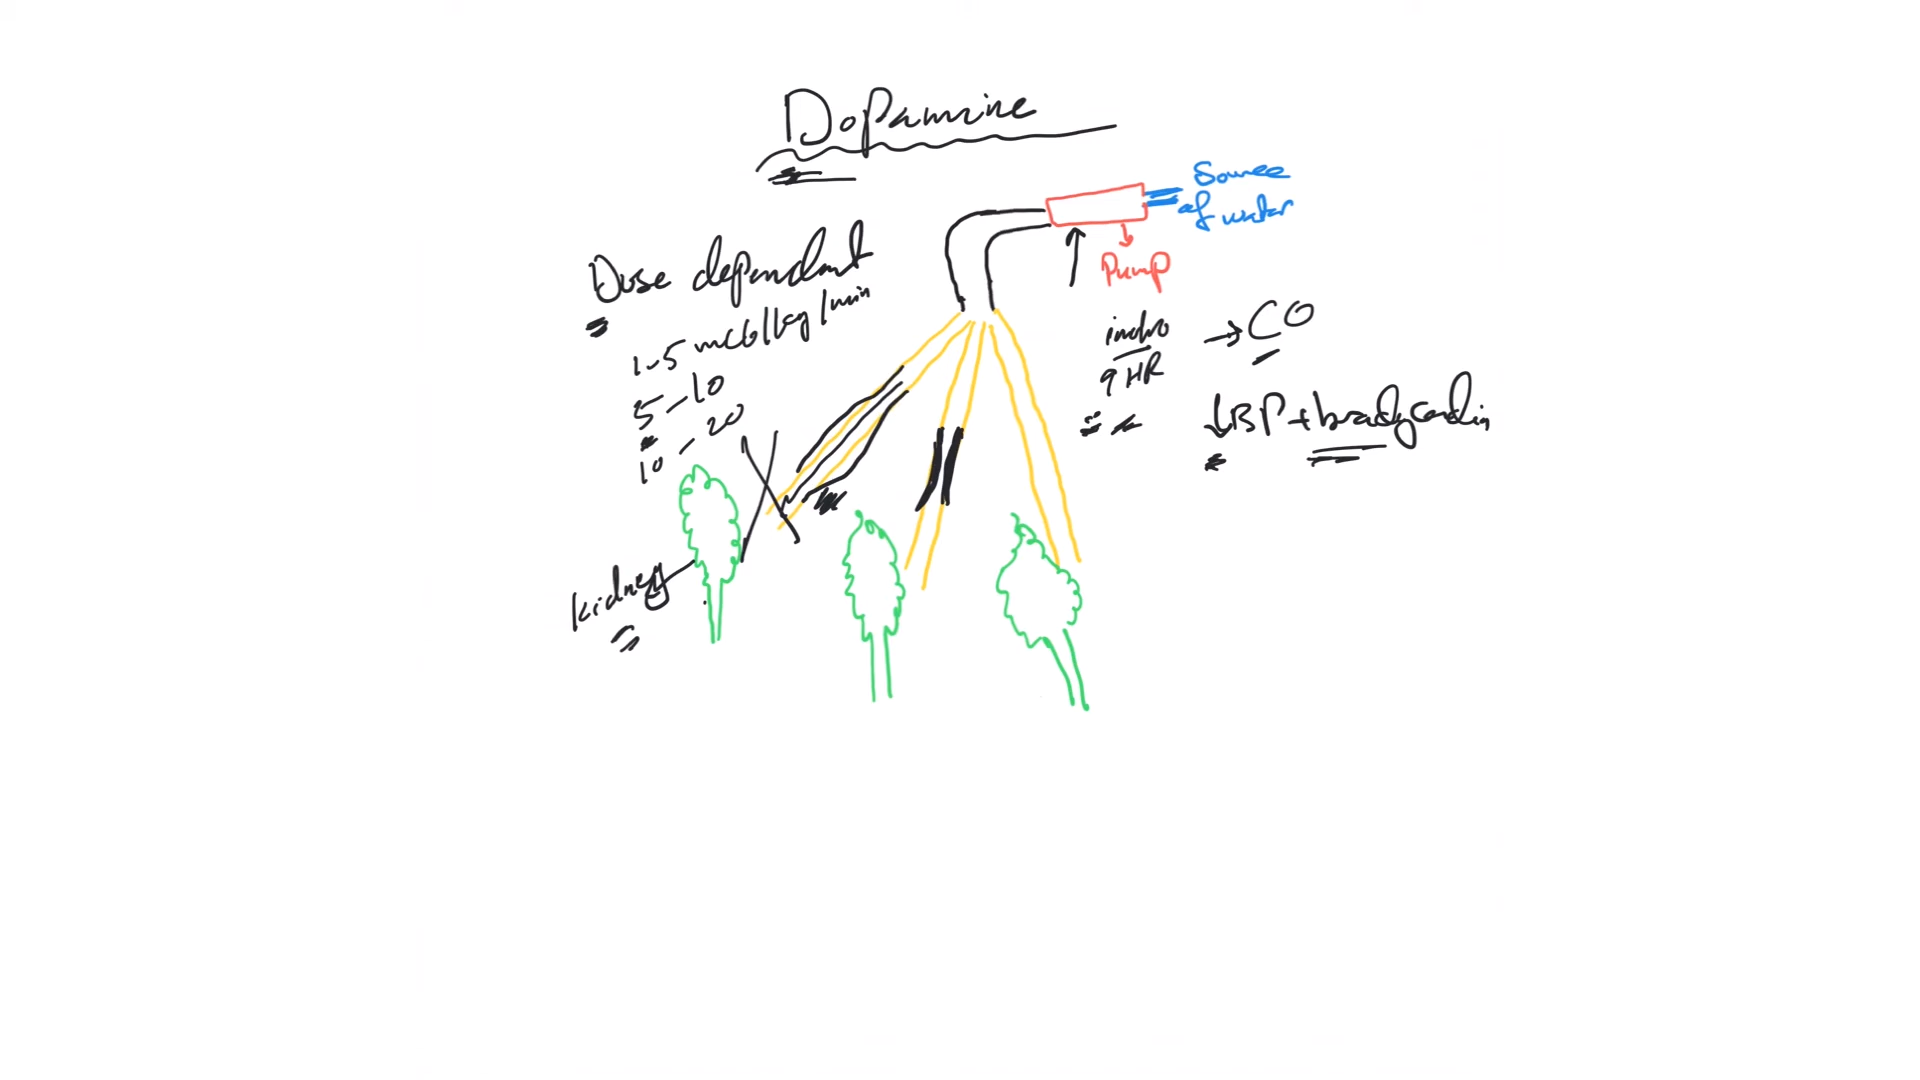 Dopamine
Source
of water
Pump
Dose dependant
1-5 mcg/kg/min
5-10
10-20
→ CO
HR
↓BP + bradycardia
kidney